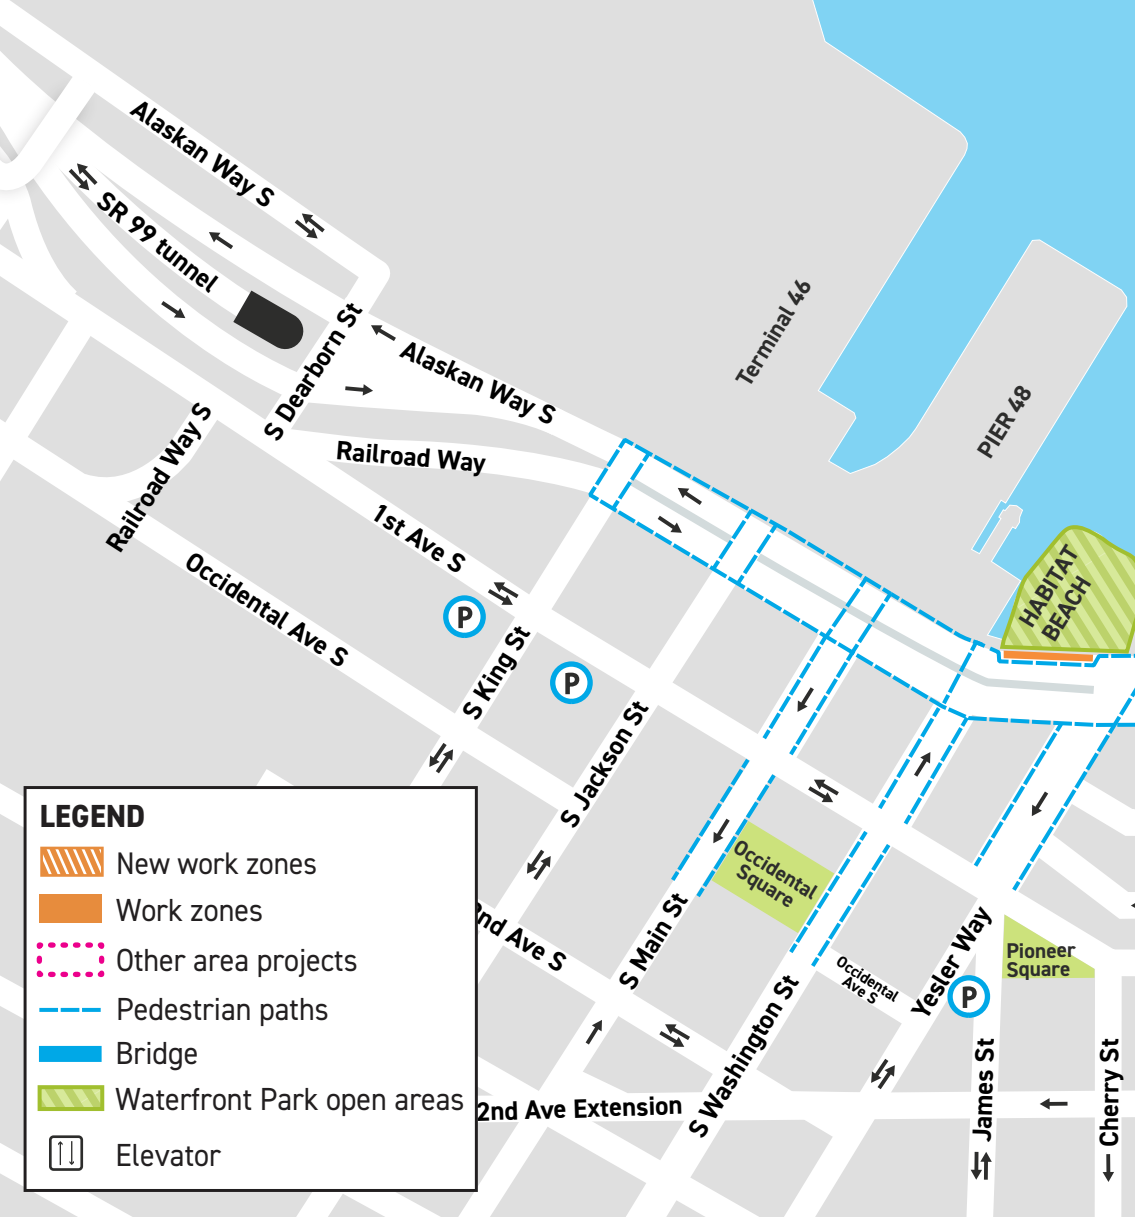 Alaskan Way S
SR 99 tunnel
S Dearborn St
Alaskan Way S
Terminal 46
PIER 48
HABITAT
BEACH
Railroad Way S
Railroad Way
1st Ave S
Occidental Ave S
P
P
S King St
S Jackson St
Occidental
Square
2nd Ave S
S Main St
Occidental
Ave S
Yesler Way
Pioneer
Square
P
S Washington St
2nd Ave Extension
James St
Cherry St
LEGEND
New work zones
Work zones
Other area projects
Pedestrian paths
Bridge
Waterfront Park open areas
Elevator